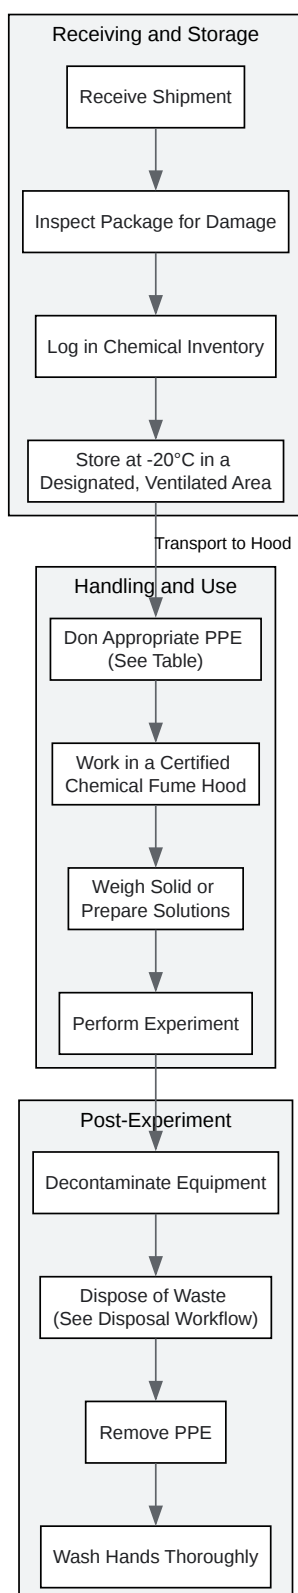 Receiving and Storage
Receive Shipment
Inspect Package for Damage
Log in Chemical Inventory
Store at -20°C in a
Designated, Ventilated Area
Transport to Hood
Handling and Use
Don Appropriate PPE
(See Table)
Work in a Certified
Chemical Fume Hood
Weigh Solid or
Prepare Solutions
Perform Experiment
Post-Experiment
Decontaminate Equipment
Dispose of Waste
(See Disposal Workflow)
Remove PPE
Wash Hands Thoroughly